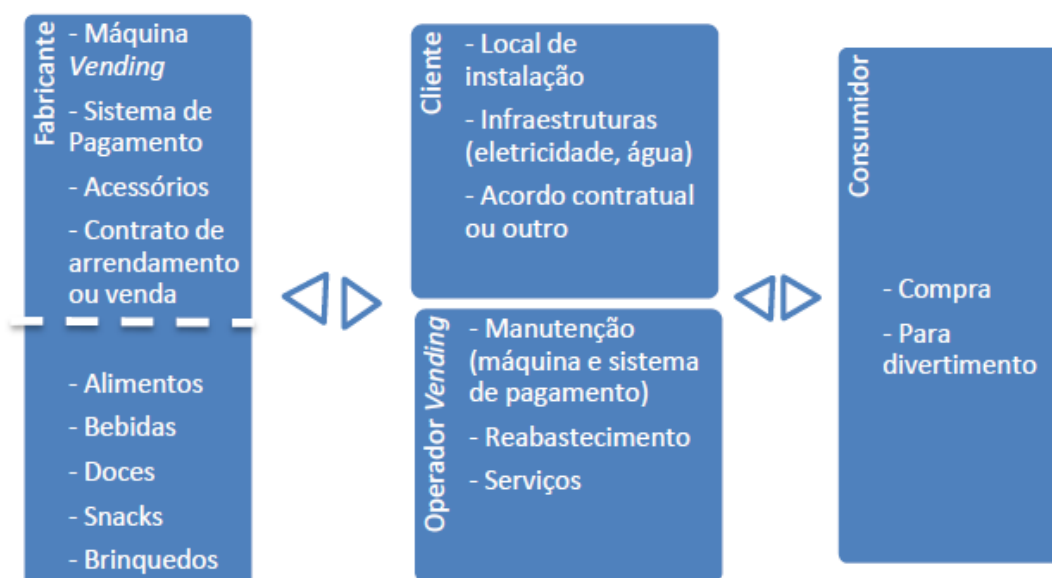 Fabricante
- Máquina
Vending
- Sistema de
Pagamento
- Acessórios
- Contrato de
arrendamento
ou venda
- Alimentos
- Bebidas
- Doces
- Snacks
- Brinquedos
Cliente
- Local de
instalação
- Infraestruturas
(eletricidade, água)
- Acordo contratual
ou outro
Operador Vending
- Manutenção
(máquina e sistema
de pagamento)
- Reabastecimento
- Serviços
Consumidor
- Compra
- Para
divertimento